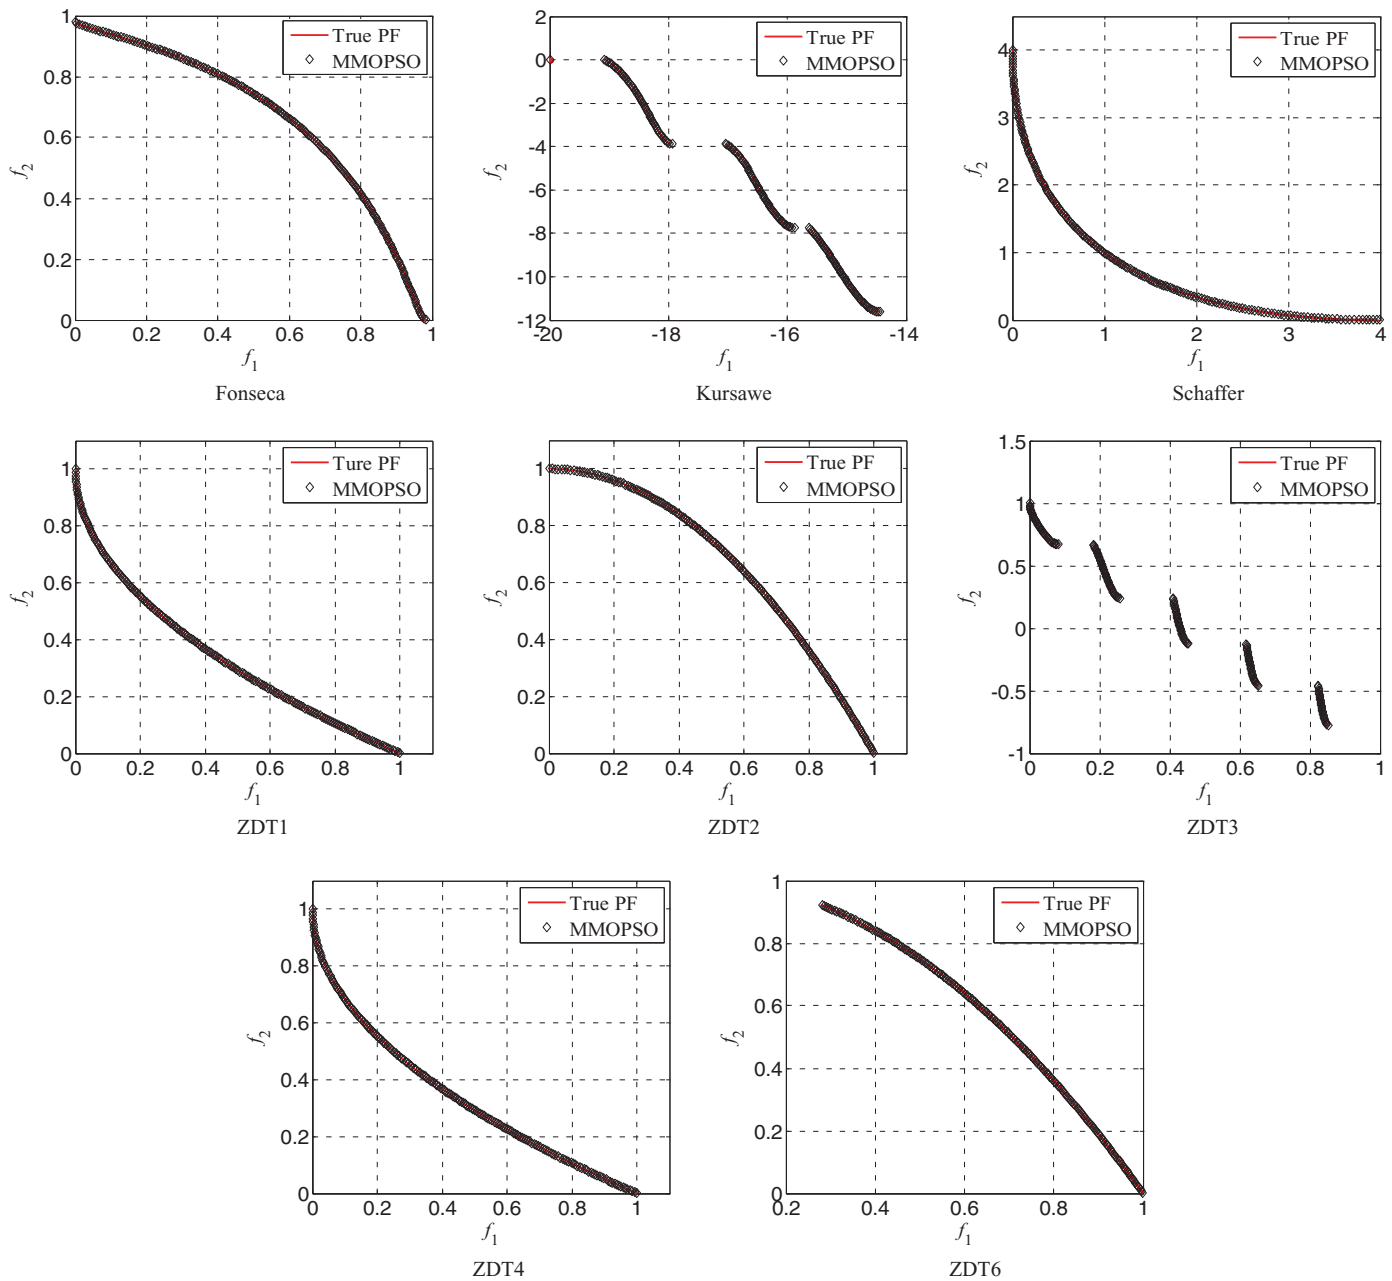 1
0.8
0.6
0.4
0.2
0
f2
0 0.2 0.4 0.6 0.8 1
f1
True PF
MMOPSO
Fonseca
2
0
-2
-4
-6
-8
-10
-12
f2
-20 -18 -16 -14
f1
True PF
MMOPSO
Kursawe
4
3
2
1
0
f2
0 1 2 3 4
f1
True PF
MMOPSO
Schaffer
1
0.8
0.6
0.4
0.2
0
f2
0 0.2 0.4 0.6 0.8 1
f1
Ture PF
MMOPSO
ZDT1
1
0.8
0.6
0.4
0.2
0
f2
0 0.2 0.4 0.6 0.8 1
f1
True PF
MMOPSO
ZDT2
1.5
1
0.5
0
-0.5
-1
f2
0 0.2 0.4 0.6 0.8 1
f1
True PF
MMOPSO
ZDT3
1
0.8
0.6
0.4
0.2
0
f2
0 0.2 0.4 0.6 0.8 1
f1
True PF
MMOPSO
ZDT4
1
0.8
0.6
0.4
0.2
0
f2
0.2 0.4 0.6 0.8 1
f1
True PF
MMOPSO
ZDT6